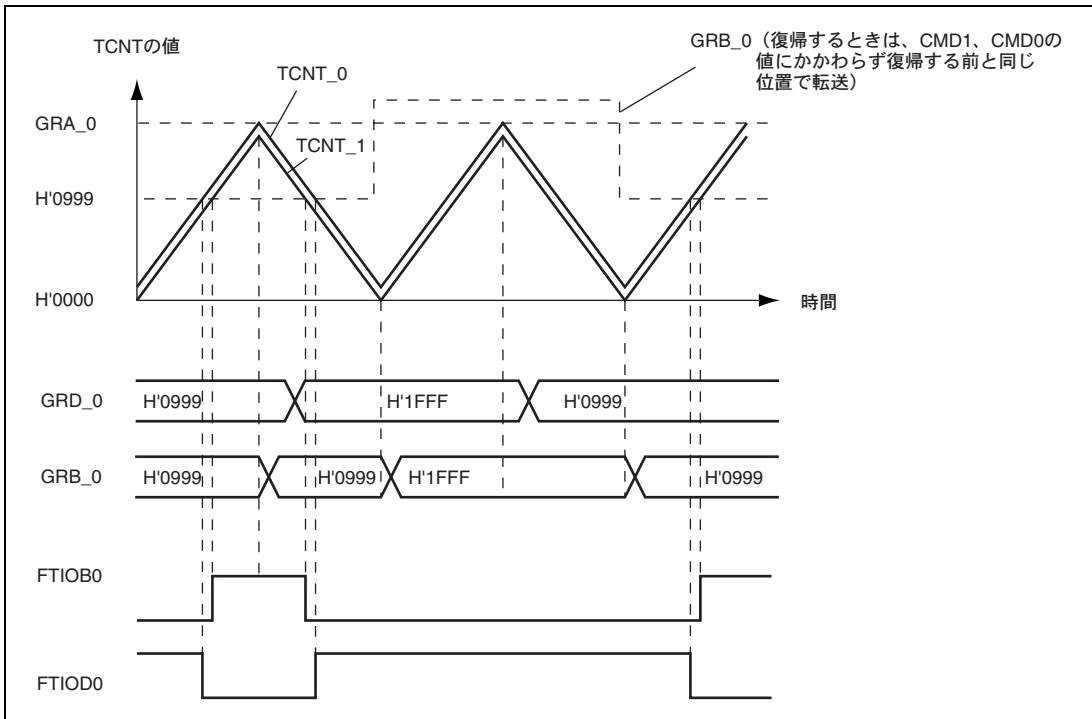 TCNTの値
GRB_0（復帰するときは、CMD1、CMD0の
値にかかわらず復帰する前と同じ
位置で転送）
TCNT_0
GRA_0
TCNT_1
H'0999
H'0000
時間
GRD_0
H'0999
H'1FFF
H'0999
GRB_0
H'0999
H'0999
H'1FFF
H'0999
FTIOB0
FTIOD0